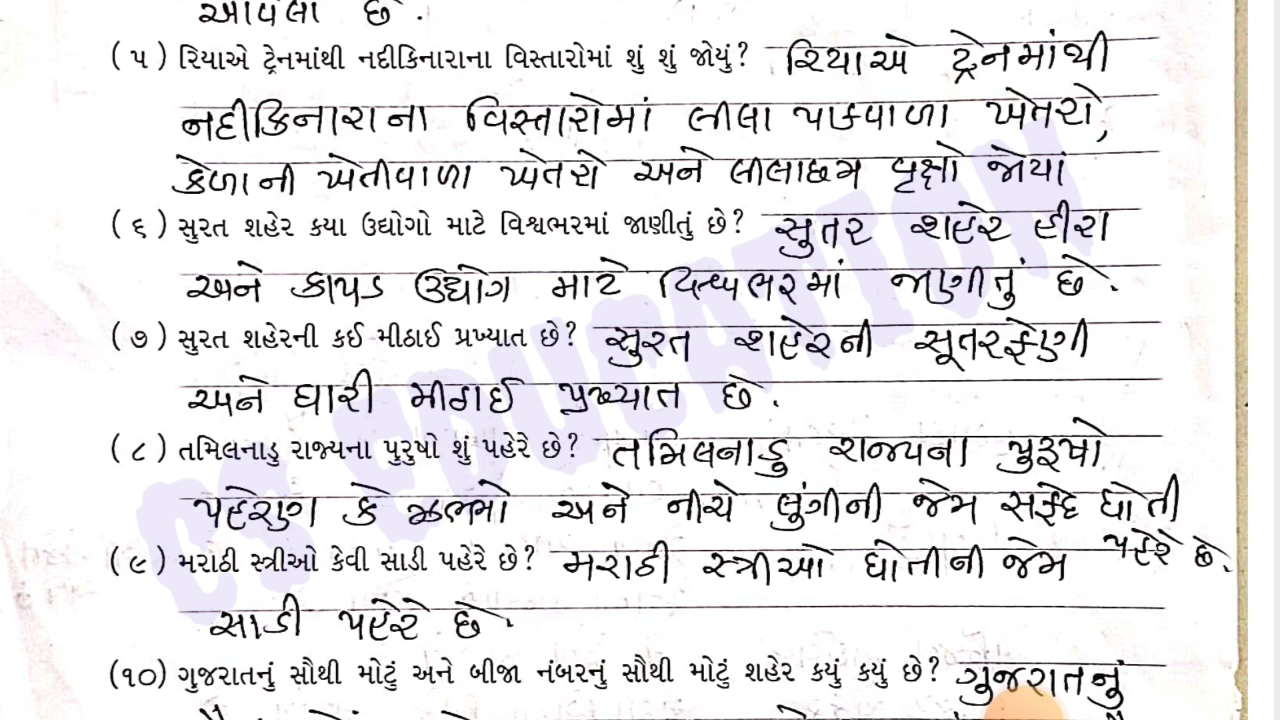 આવેલા છે.
(૫) રિયાએ ટ્રેનમાંથી નદીકિનારાના વિસ્તારોમાં શું શું જોયું? રિયાએ ટ્રેનમાંથી
નદીકિનારાના વિસ્તારોમાં લીલા પાકવાળા ખેતરો,
કેળાની ખેતીવાળા ખેતરો અને લીલાછમ વૃક્ષો જોયાં
(૬) સુરત શહેર કયા ઉદ્યોગો માટે વિશ્વભરમાં જાણીતું છે? સુતર શહેર હીરા
અને કાપડ ઉદ્યોગ માટે વિશ્વભરમાં જાણીતું છે.
(૭) સુરત શહેરની કઈ મીઠાઈ પ્રખ્યાત છે? સુરત શહેરની સૂતરફેણી
અને ઘારી મીઠાઈ પ્રખ્યાત છે.
(૮) તમિલનાડુ રાજ્યના પુરુષો શું પહેરે છે? તમિલનાડુ રાજ્યના પુરૂષો
પહેરણ કે ઝભ્ભો અને નીચે લુંગીની જેમ સફેદ ધોતી
પહેરે છે.
(૯) મરાઠી સ્ત્રીઓ કેવી સાડી પહેરે છે? મરાઠી સ્ત્રીઓ ધોતીની જેમ
સાડી પહેરે છે.
(૧૦) ગુજરાતનું સૌથી મોટું અને બીજા નંબરનું સૌથી મોટું શહેર કયું કયું છે? ગુજરાતનું
CS EDUCATION